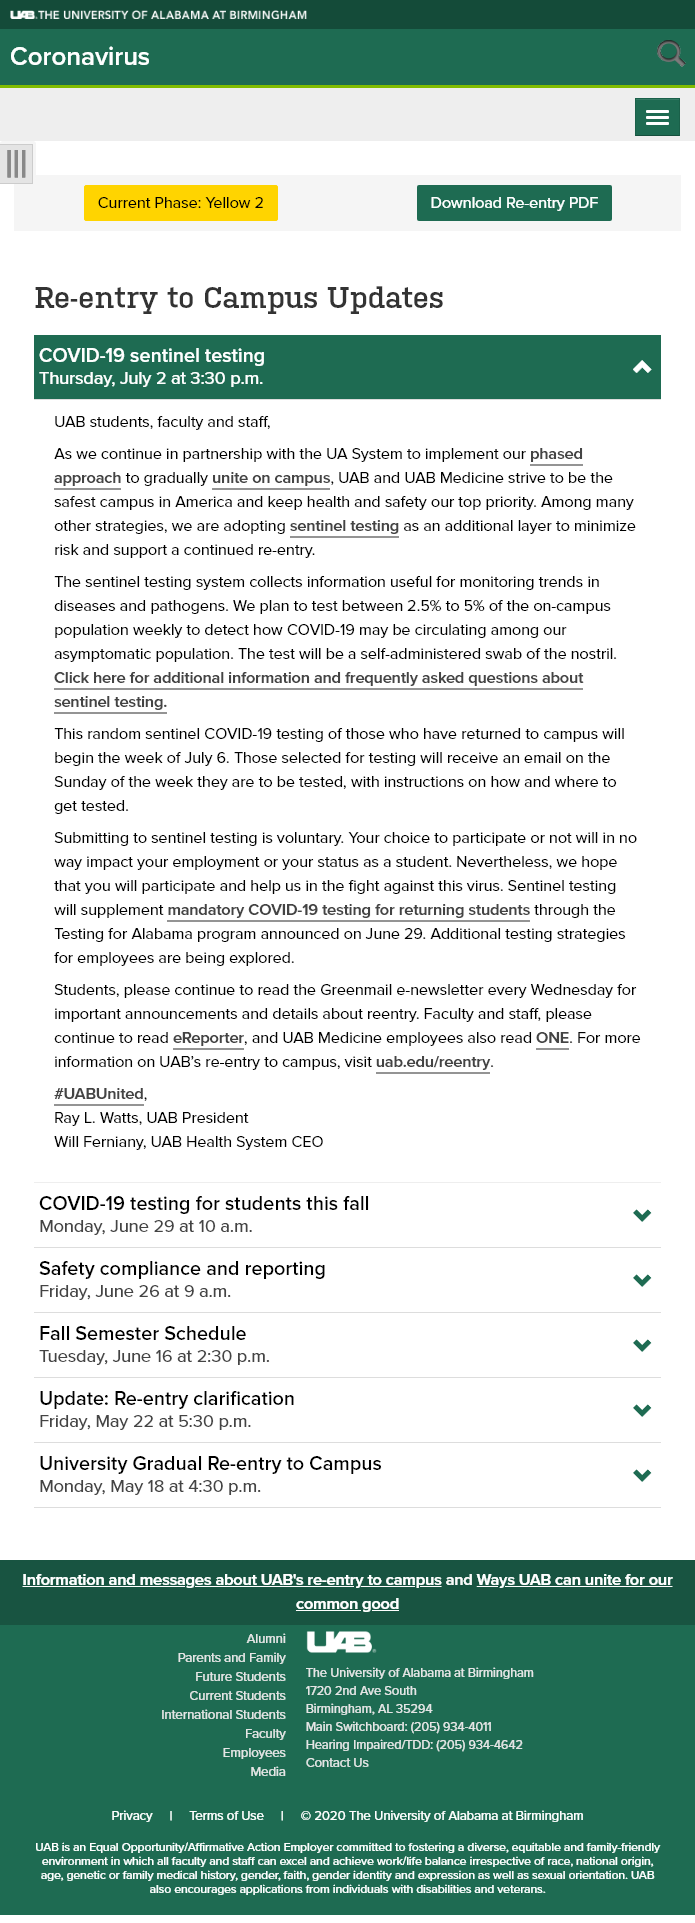 UAB THE UNIVERSITY OF ALABAMA AT BIRMINGHAM
Coronavirus
Current Phase: Yellow 2
Download Re-entry PDF
Re-entry to Campus Updates
COVID-19 sentinel testing
Thursday, July 2 at 3:30 p.m.
UAB students, faculty and staff,
As we continue in partnership with the UA System to implement our phased
approach to gradually unite on campus, UAB and UAB Medicine strive to be the
safest campus in America and keep health and safety our top priority. Among many
other strategies, we are adopting sentinel testing as an additional layer to minimize
risk and support a continued re-entry.
The sentinel testing system collects information useful for monitoring trends in
diseases and pathogens. We plan to test between 2.5% to 5% of the on-campus
population weekly to detect how COVID-19 may be circulating among our
asymptomatic population. The test will be a self-administered swab of the nostril.
Click here for additional information and frequently asked questions about
sentinel testing.
This random sentinel COVID-19 testing of those who have returned to campus will
begin the week of July 6. Those selected for testing will receive an email on the
Sunday of the week they are to be tested, with instructions on how and where to
get tested.
Submitting to sentinel testing is voluntary. Your choice to participate or not will in no
way impact your employment or your status as a student. Nevertheless, we hope
that you will participate and help us in the fight against this virus. Sentinel testing
will supplement mandatory COVID-19 testing for returning students through the
Testing for Alabama program announced on June 29. Additional testing strategies
for employees are being explored.
Students, please continue to read the Greenmail e-newsletter every Wednesday for
important announcements and details about reentry. Faculty and staff, please
continue to read eReporter, and UAB Medicine employees also read ONE. For more
information on UAB's re-entry to campus, visit uab.edu/reentry.
#UABUnited,
Ray L. Watts, UAB President
Will Ferniany, UAB Health System CEO
COVID-19 testing for students this fall
Monday, June 29 at 10 a.m.
Safety compliance and reporting
Friday, June 26 at 9 a.m.
Fall Semester Schedule
Tuesday, June 16 at 2:30 p.m.
Update: Re-entry clarification
Friday, May 22 at 5:30 p.m.
University Gradual Re-entry to Campus
Monday, May 18 at 4:30 p.m.
Information and messages about UAB's re-entry to campus and Ways UAB can unite for our
common good
Alumni
Parents and Family
Future Students
Current Students
International Students
Faculty
Employees
Media
UAB
The University of Alabama at Birmingham
1720 2nd Ave South
Birmingham, AL 35294
Main Switchboard: (205) 934-4011
Hearing Impaired/TDD: (205) 934-4642
Contact Us
Privacy | Terms of Use | © 2020 The University of Alabama at Birmingham
UAB is an Equal Opportunity/Affirmative Action Employer committed to fostering a diverse, equitable and family-friendly
environment in which all faculty and staff can excel and achieve work/life balance irrespective of race, national origin,
age, genetic or family medical history, gender, faith, gender identity and expression as well as sexual orientation. UAB
also encourages applications from individuals with disabilities and veterans.